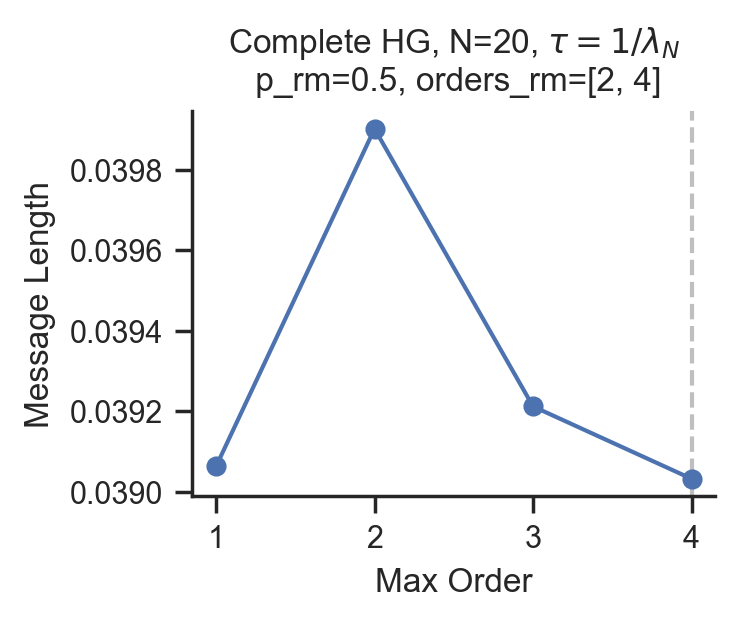 Complete HG, N=20, τ = 1/λ_N
p_rm=0.5, orders_rm=[2, 4]
Message Length
0.0398
0.0396
0.0394
0.0392
0.0390
1 2 3 4
Max Order